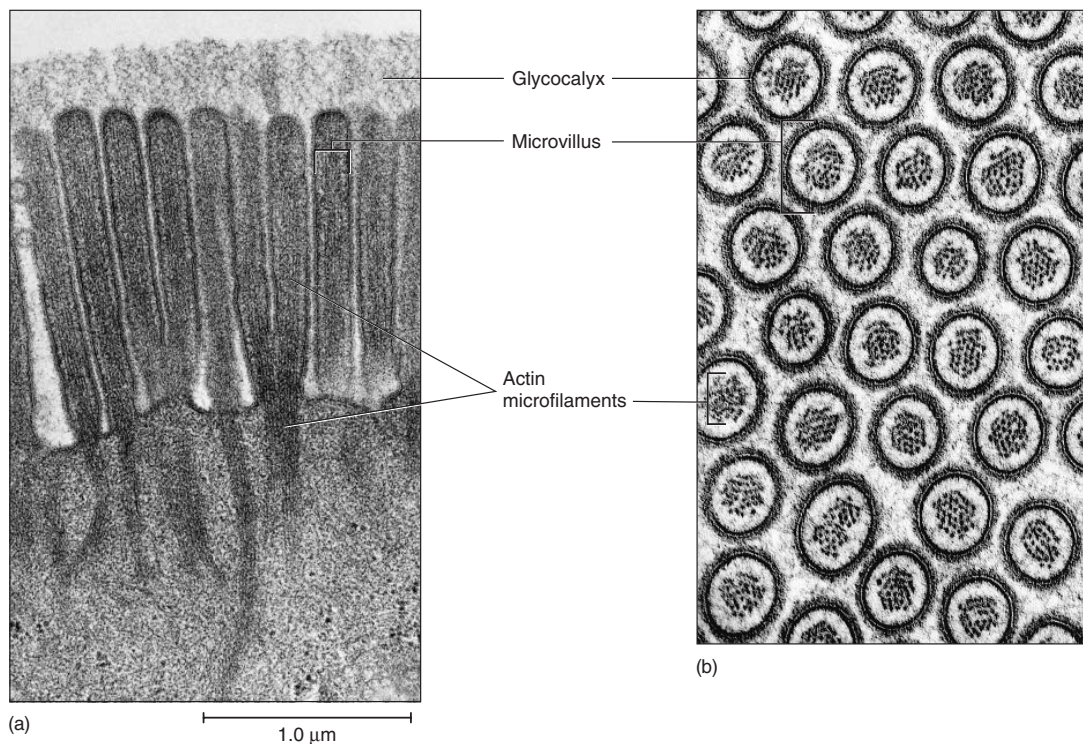 Glycocalyx
Microvillus
Actin
microfilaments
(a)
1.0 μm
(b)